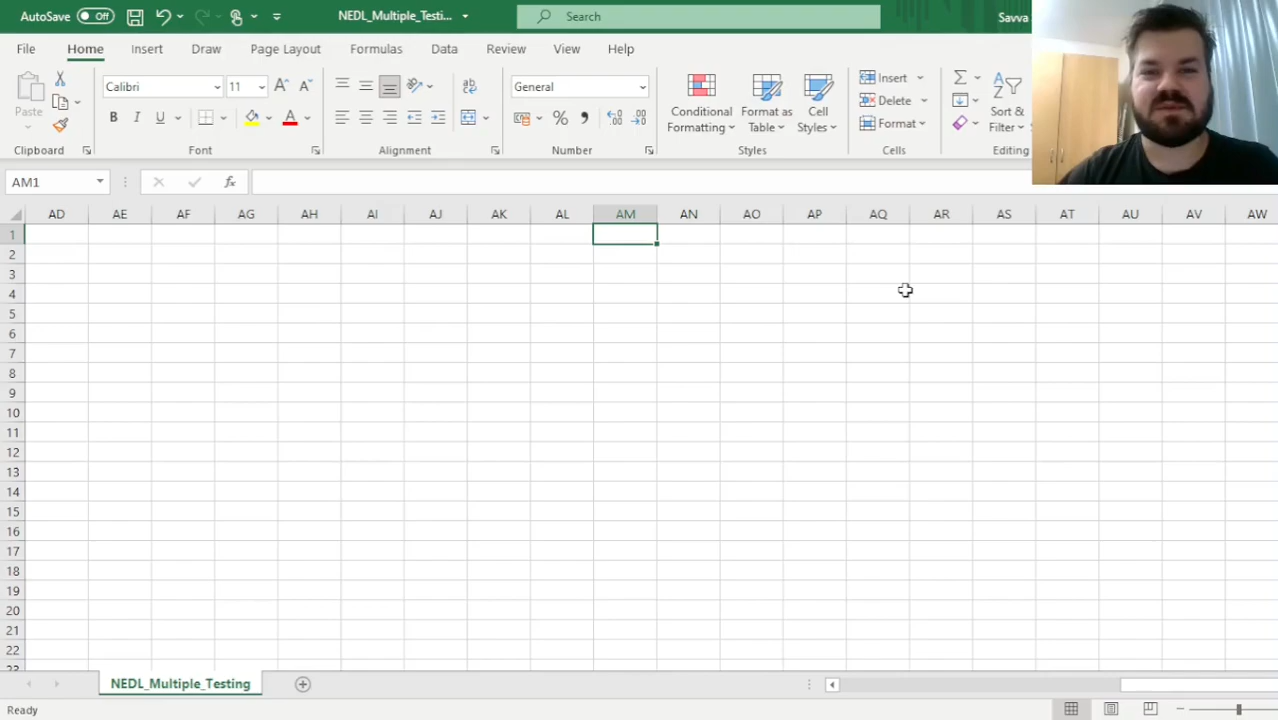 AutoSave Off NEDL_Multiple_Testi... Search Savva
File Home Insert Draw Page Layout Formulas Data Review View Help
Paste Calibri 11 General Conditional Formatting Format as Table Cell Styles Insert Delete Format Sort & Filter
Clipboard Font Alignment Number Styles Cells Editing
AM1
AD AE AF AG AH AI AJ AK AL AM AN AO AP AQ AR AS AT AU AV AW
1
2
3
4
5
6
7
8
9
10
11
12
13
14
15
16
17
18
19
20
21
22
23
NEDL_Multiple_Testing
Ready